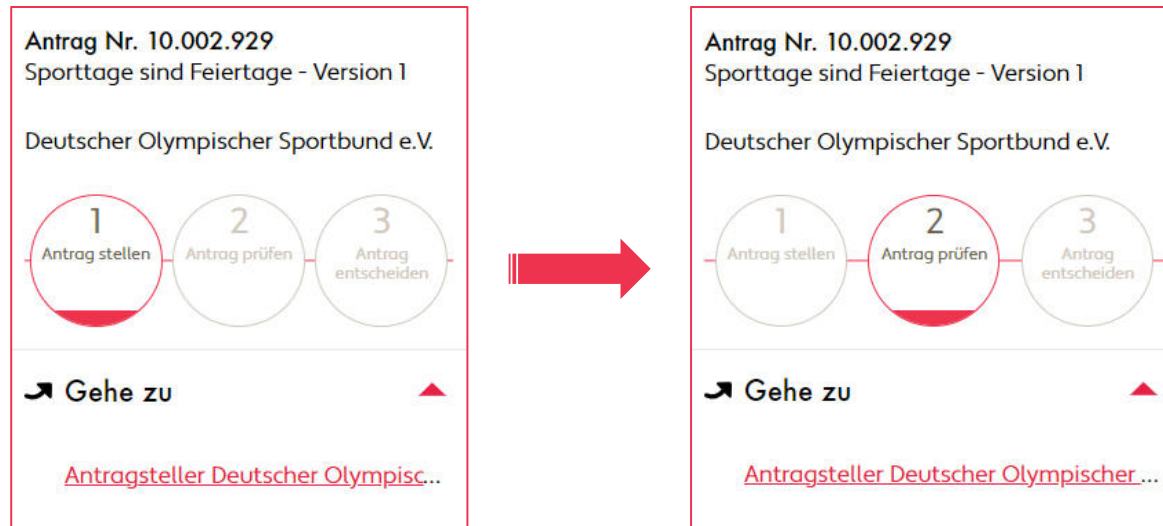 Antrag Nr. 10.002.929
Sporttage sind Feiertage - Version 1
Deutscher Olympischer Sportbund e.V.
1
Antrag stellen
2
Antrag prüfen
3
Antrag
entscheiden
Gehe zu
Antragsteller Deutscher Olympisc...
Antrag Nr. 10.002.929
Sporttage sind Feiertage - Version 1
Deutscher Olympischer Sportbund e.V.
1
Antrag stellen
2
Antrag prüfen
3
Antrag
entscheiden
Gehe zu
Antragsteller Deutscher Olympischer ...